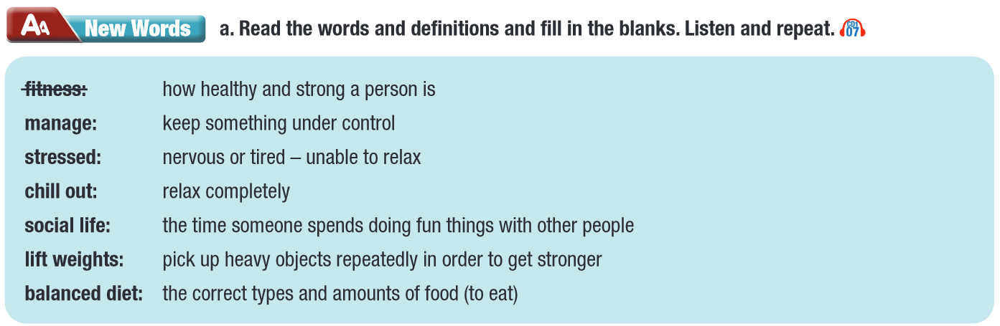 AA New Words a. Read the words and definitions and fill in the blanks. Listen and repeat. CD1 07
fitness: how healthy and strong a person is
manage: keep something under control
stressed: nervous or tired – unable to relax
chill out: relax completely
social life: the time someone spends doing fun things with other people
lift weights: pick up heavy objects repeatedly in order to get stronger
balanced diet: the correct types and amounts of food (to eat)